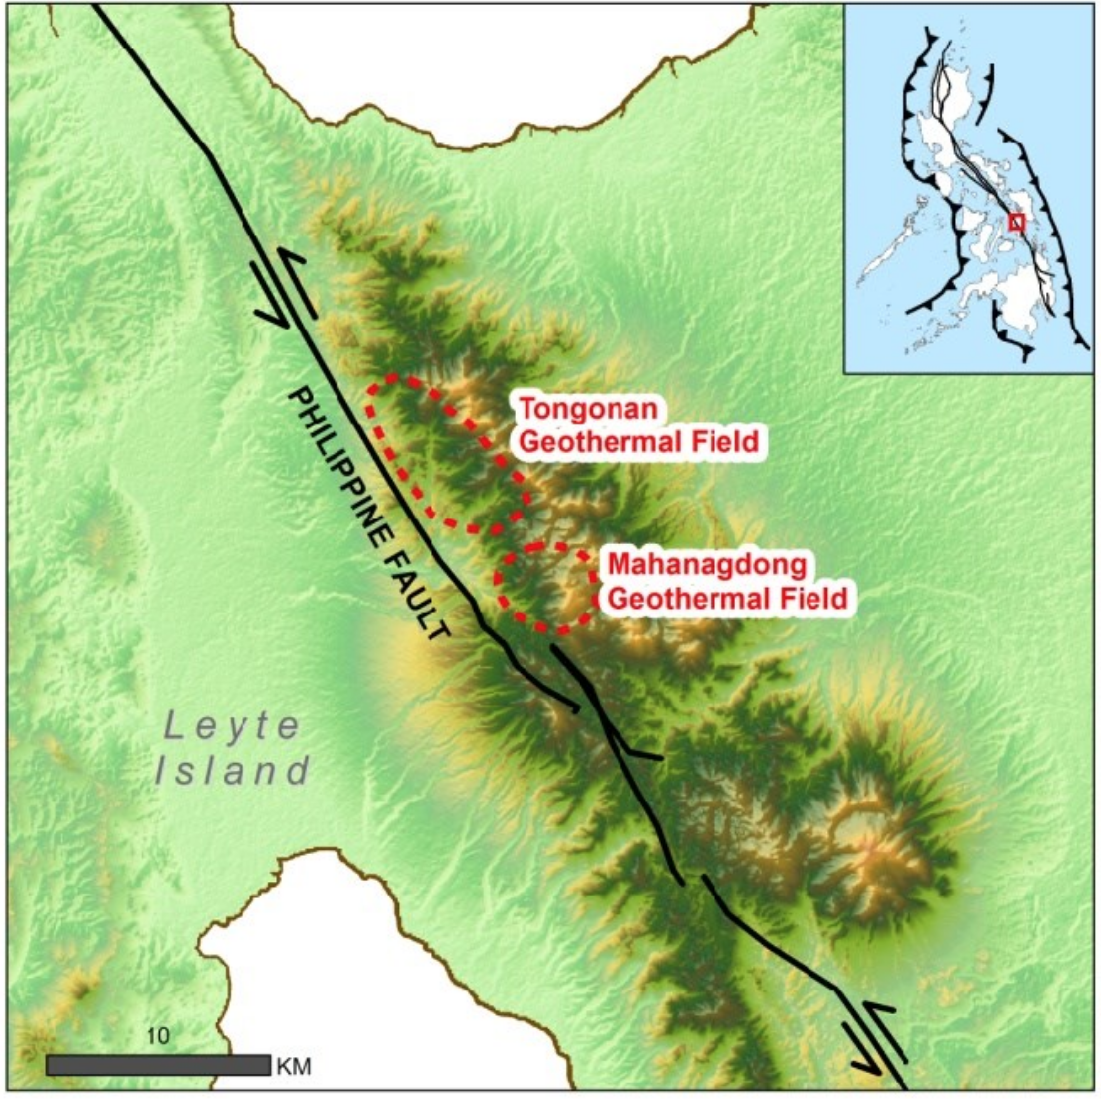 Tongonan
Geothermal Field
PHILIPPINE FAULT
Mahanagdong
Geothermal Field
Leyte
Island
10
KM